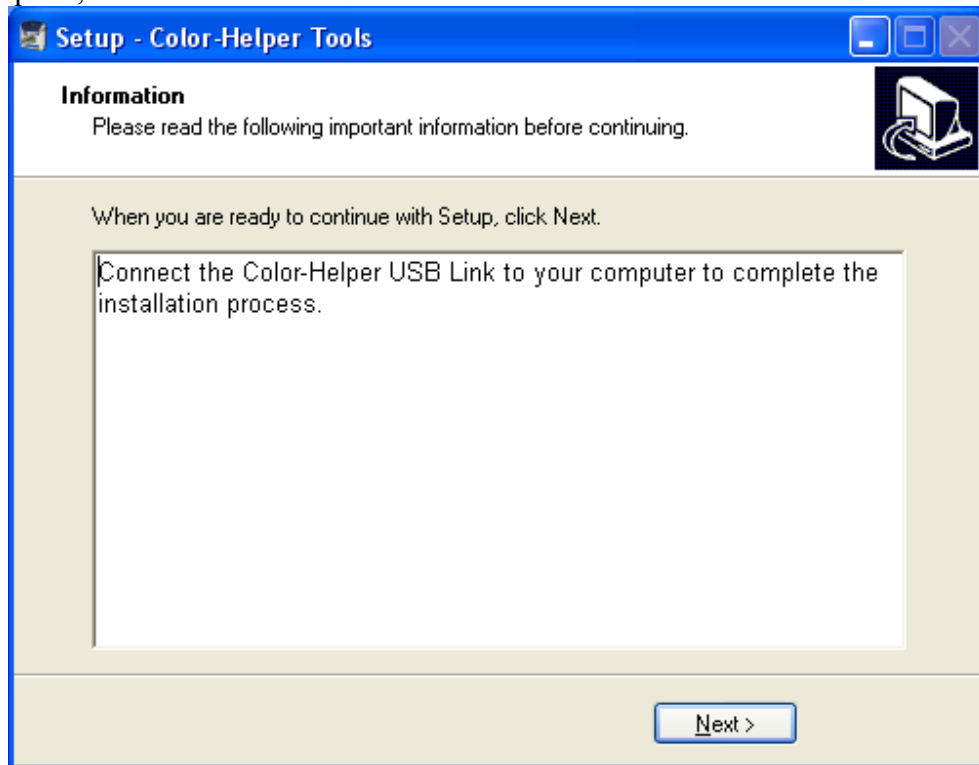 Setup - Color-Helper Tools
Information
Please read the following important information before continuing.
When you are ready to continue with Setup, click Next.
Connect the Color-Helper USB Link to your computer to complete the
installation process.
Next >